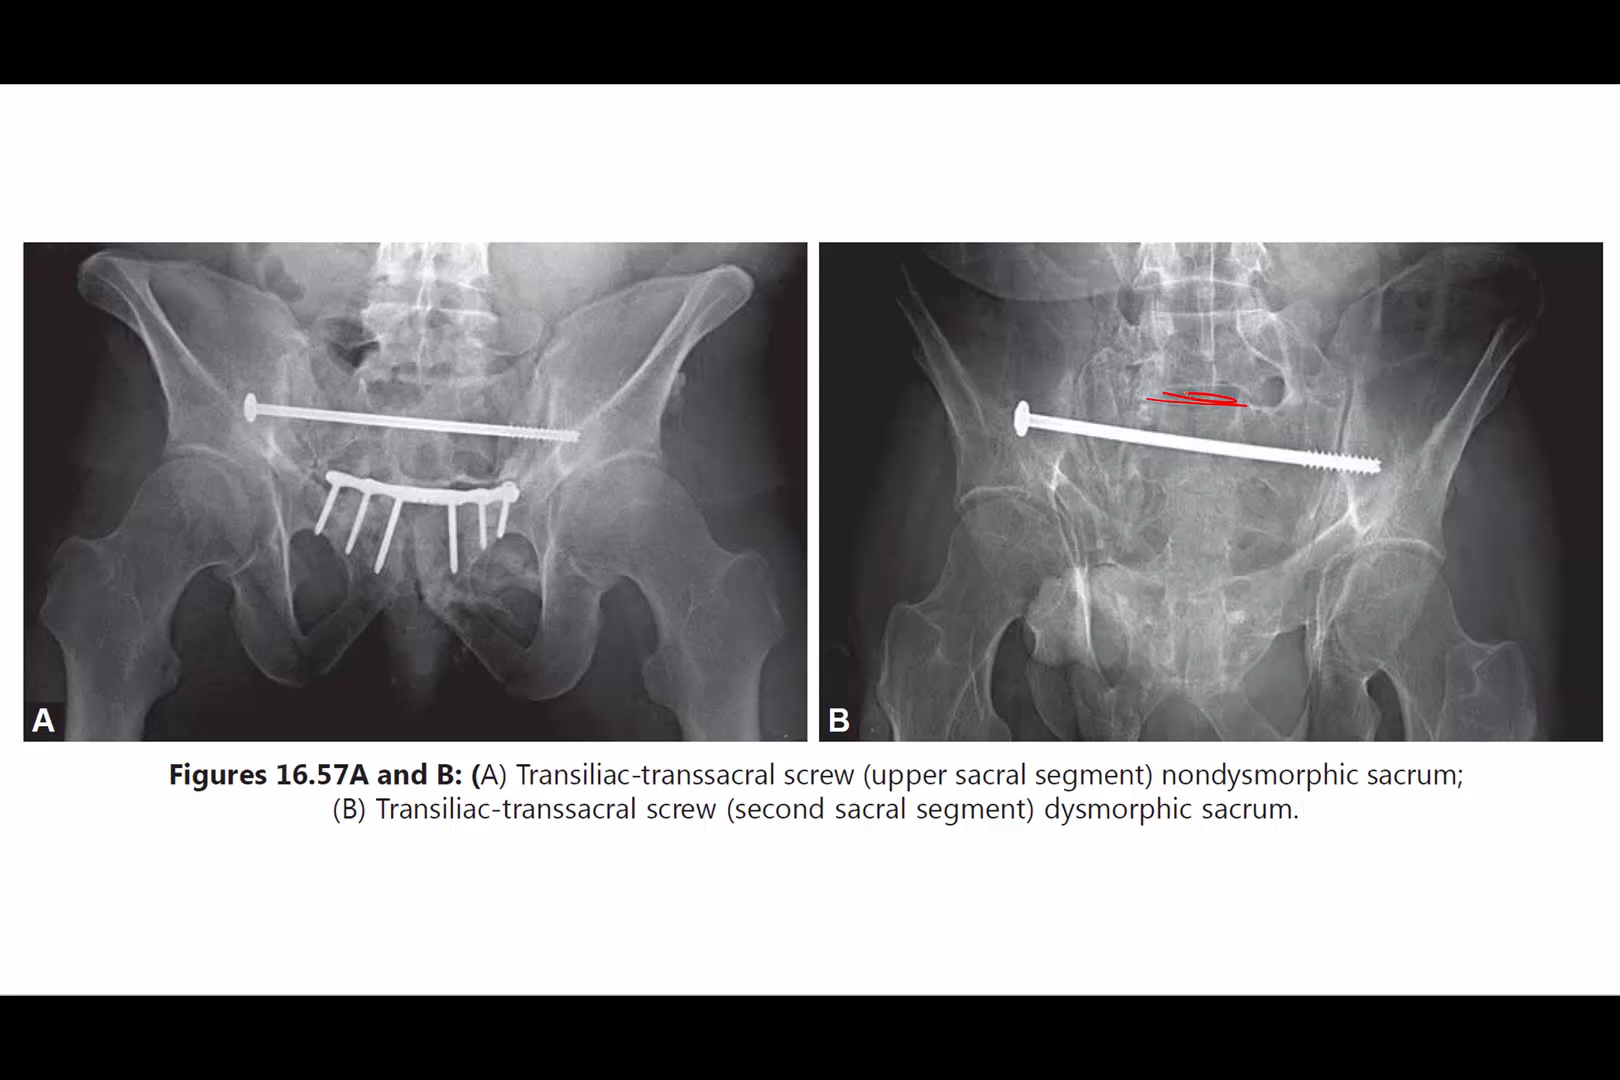 A
B
Figures 16.57A and B: (A) Transiliac-transsacral screw (upper sacral segment) nondysmorphic sacrum;
(B) Transiliac-transsacral screw (second sacral segment) dysmorphic sacrum.